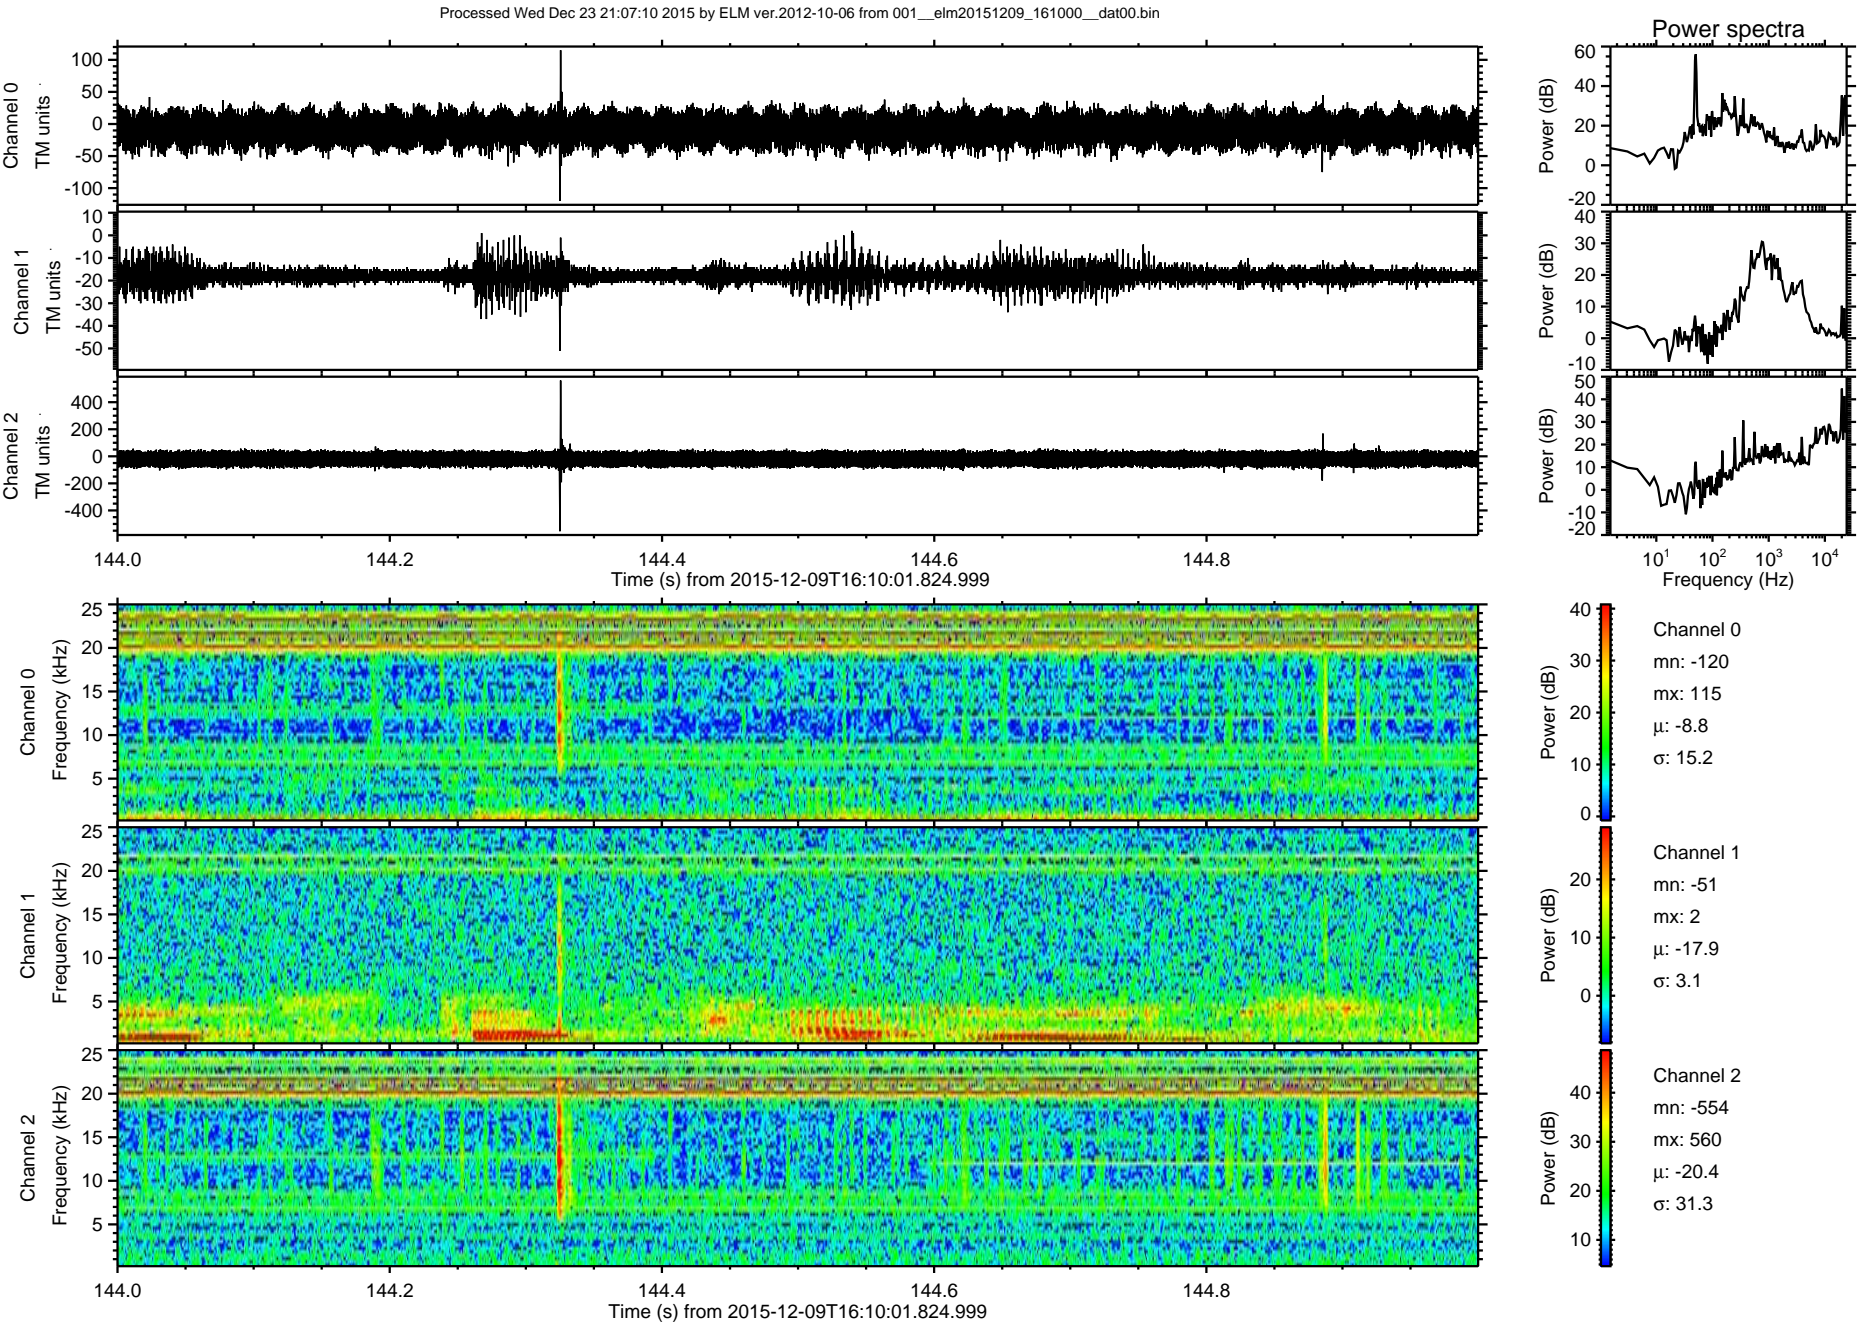 Processed Wed Dec 23 21:07:10 2015 by ELM ver.2012-10-06 from 001__elm20151209_161000__dat00.bin
Power spectra
Channel 0
TM units
100
50
0
-50
-100
Power (dB)
60
40
20
0
-20
Channel 1
TM units
10
0
-10
-20
-30
-40
-50
Power (dB)
40
30
20
10
0
-10
Channel 2
TM units
400
200
0
-200
-400
Power (dB)
50
40
30
20
10
0
-10
-20
144.0 144.2 144.4 144.6 144.8
Time (s) from 2015-12-09T16:10:01.824.999
10¹ 10² 10³ 10⁴
Frequency (Hz)
Channel 0
Frequency (kHz)
25
20
15
10
5
Power (dB)
40
30
20
10
0
Channel 0
mn: -120
mx: 115
μ: -8.8
σ: 15.2
Channel 1
Frequency (kHz)
25
20
15
10
5
Power (dB)
20
10
0
Channel 1
mn: -51
mx: 2
μ: -17.9
σ: 3.1
Channel 2
Frequency (kHz)
25
20
15
10
5
Power (dB)
40
30
20
10
Channel 2
mn: -554
mx: 560
μ: -20.4
σ: 31.3
144.0 144.2 144.4 144.6 144.8
Time (s) from 2015-12-09T16:10:01.824.999